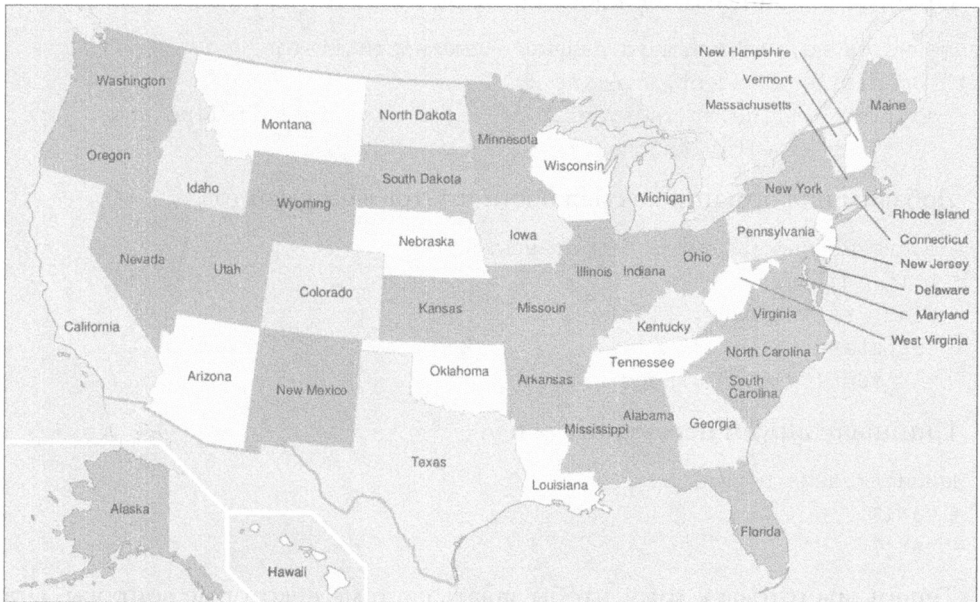 New Hampshire
Vermont
Massachusetts
Maine
Washington
Montana
North Dakota
Minnesota
Oregon
Idaho
South Dakota
Wisconsin
Michigan
New York
Wyoming
Rhode Island
Nebraska
Iowa
Pennsylvania
Connecticut
Nevada
Utah
Colorado
Illinois
Indiana
Ohio
New Jersey
Delaware
California
Kansas
Missouri
Kentucky
Virginia
Maryland
West Virginia
Arizona
New Mexico
Oklahoma
Arkansas
Tennessee
North Carolina
South
Carolina
Texas
Mississippi
Alabama
Georgia
Louisiana
Alaska
Hawaii
Florida